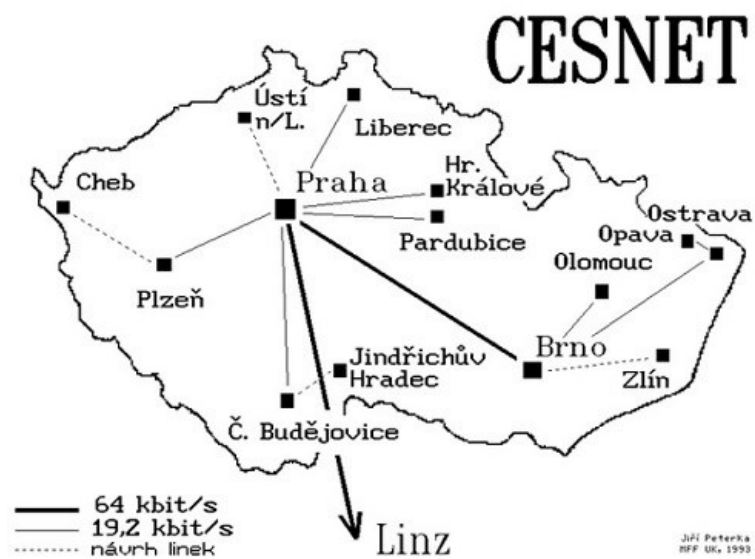 CESNET
Ústí
n/L.
Liberec
Cheb
Praha
Hr.
Králové
Pardubice
Ostrava
Opava
Olomouc
Plzeň
Brno
Zlín
Jindřichův
Hradec
Č. Budějovice
Linz
64 kbit/s
19,2 kbit/s
návrh linek
Jiří Peterka
MFF UK, 1993